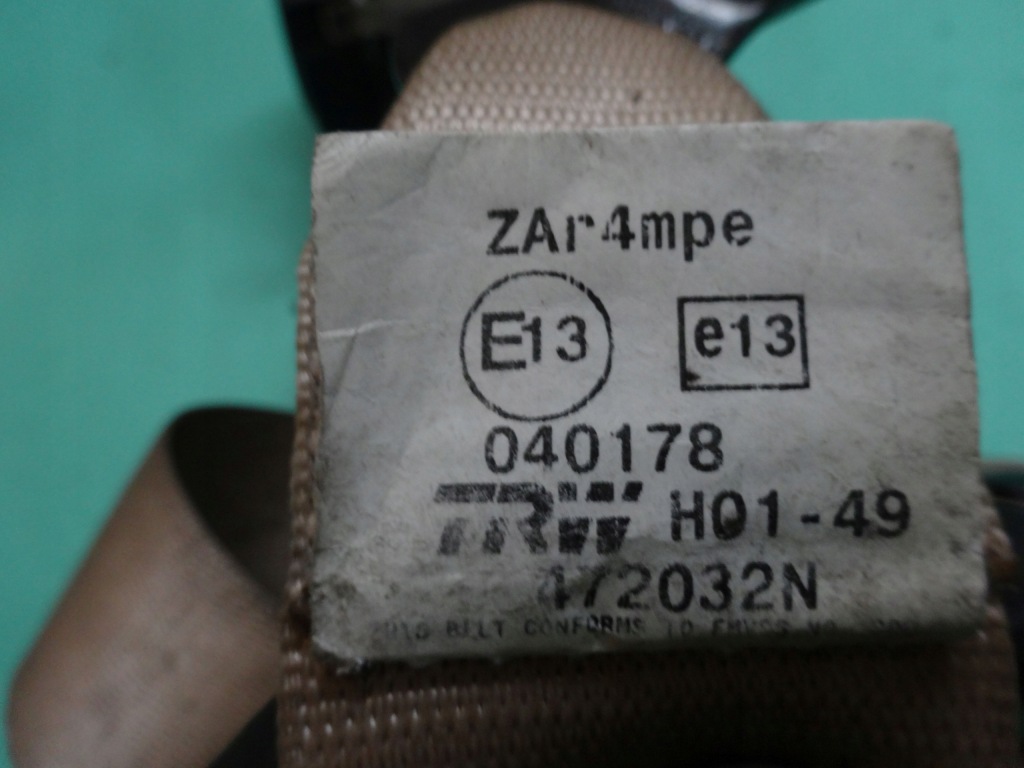 ZAr4mpe
E13 e13
040178
TRW H01-49
472032N
BELT CONFORMS TO FMVSS